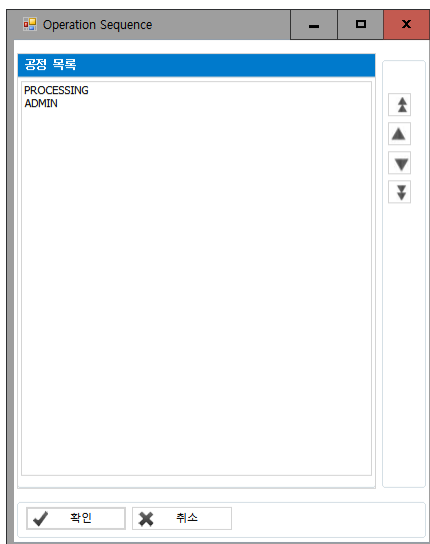 Operation Sequence
공정 목록
PROCESSING
ADMIN
확인
취소